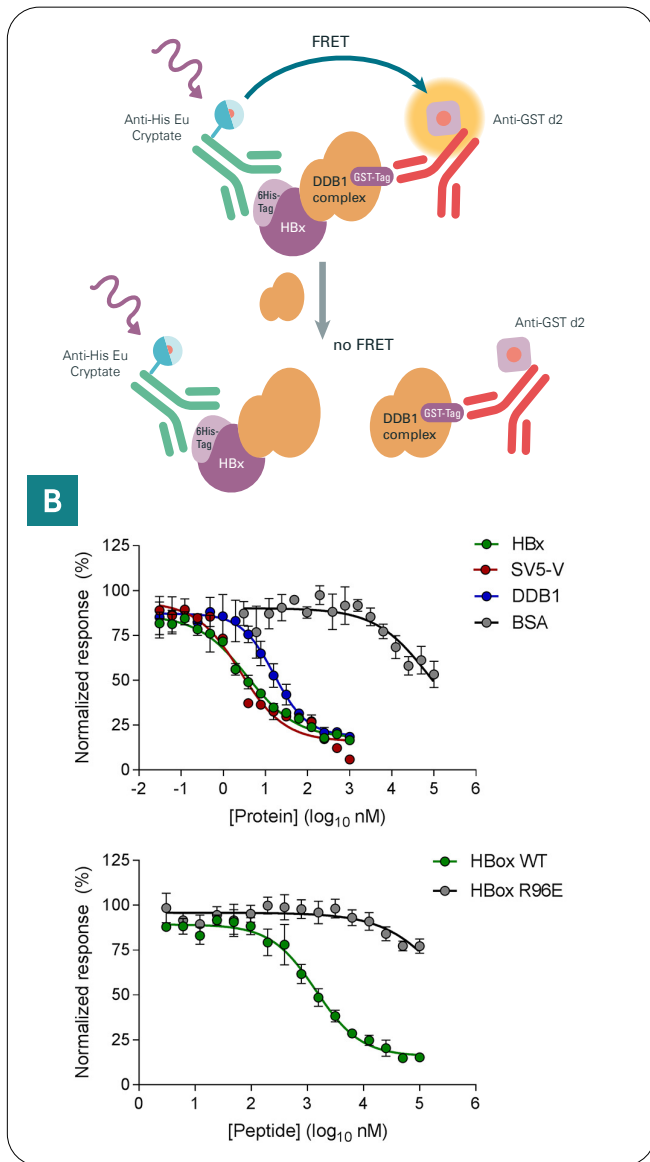 FRET
Anti-His Eu
Cryptate
Anti-GST d2
DDB1
complex
GST-Tag
6His-
Tag
HBx
no FRET
Anti-GST d2
Anti-His Eu
Cryptate
6His-
Tag
HBx
DDB1
complex
GST-Tag
B
125
100
75
50
25
0
-2 -1 0 1 2 3 4 5 6
Normalized response (%)
[Protein] (log10 nM)
HBx
SV5-V
DDB1
BSA
125
100
75
50
25
0
0 1 2 3 4 5 6
Normalized response (%)
[Peptide] (log10 nM)
HBox WT
HBox R96E